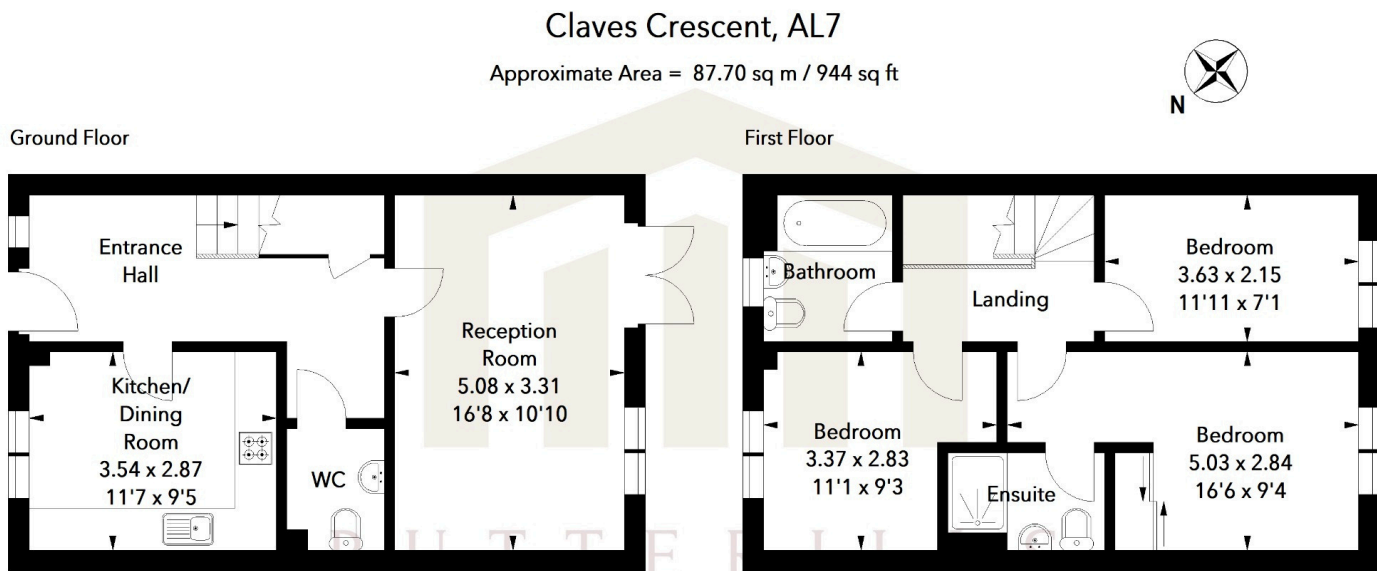 Claves Crescent, AL7
Approximate Area = 87.70 sq m / 944 sq ft
N
Ground Floor
Entrance
Hall
Reception
Room
5.08 x 3.31
16'8 x 10'10
Kitchen/
Dining
Room
3.54 x 2.87
11'7 x 9'5
WC
First Floor
Bathroom
Landing
Bedroom
3.63 x 2.15
11'11 x 7'1
Bedroom
3.37 x 2.83
11'1 x 9'3
Ensuite
Bedroom
5.03 x 2.84
16'6 x 9'4